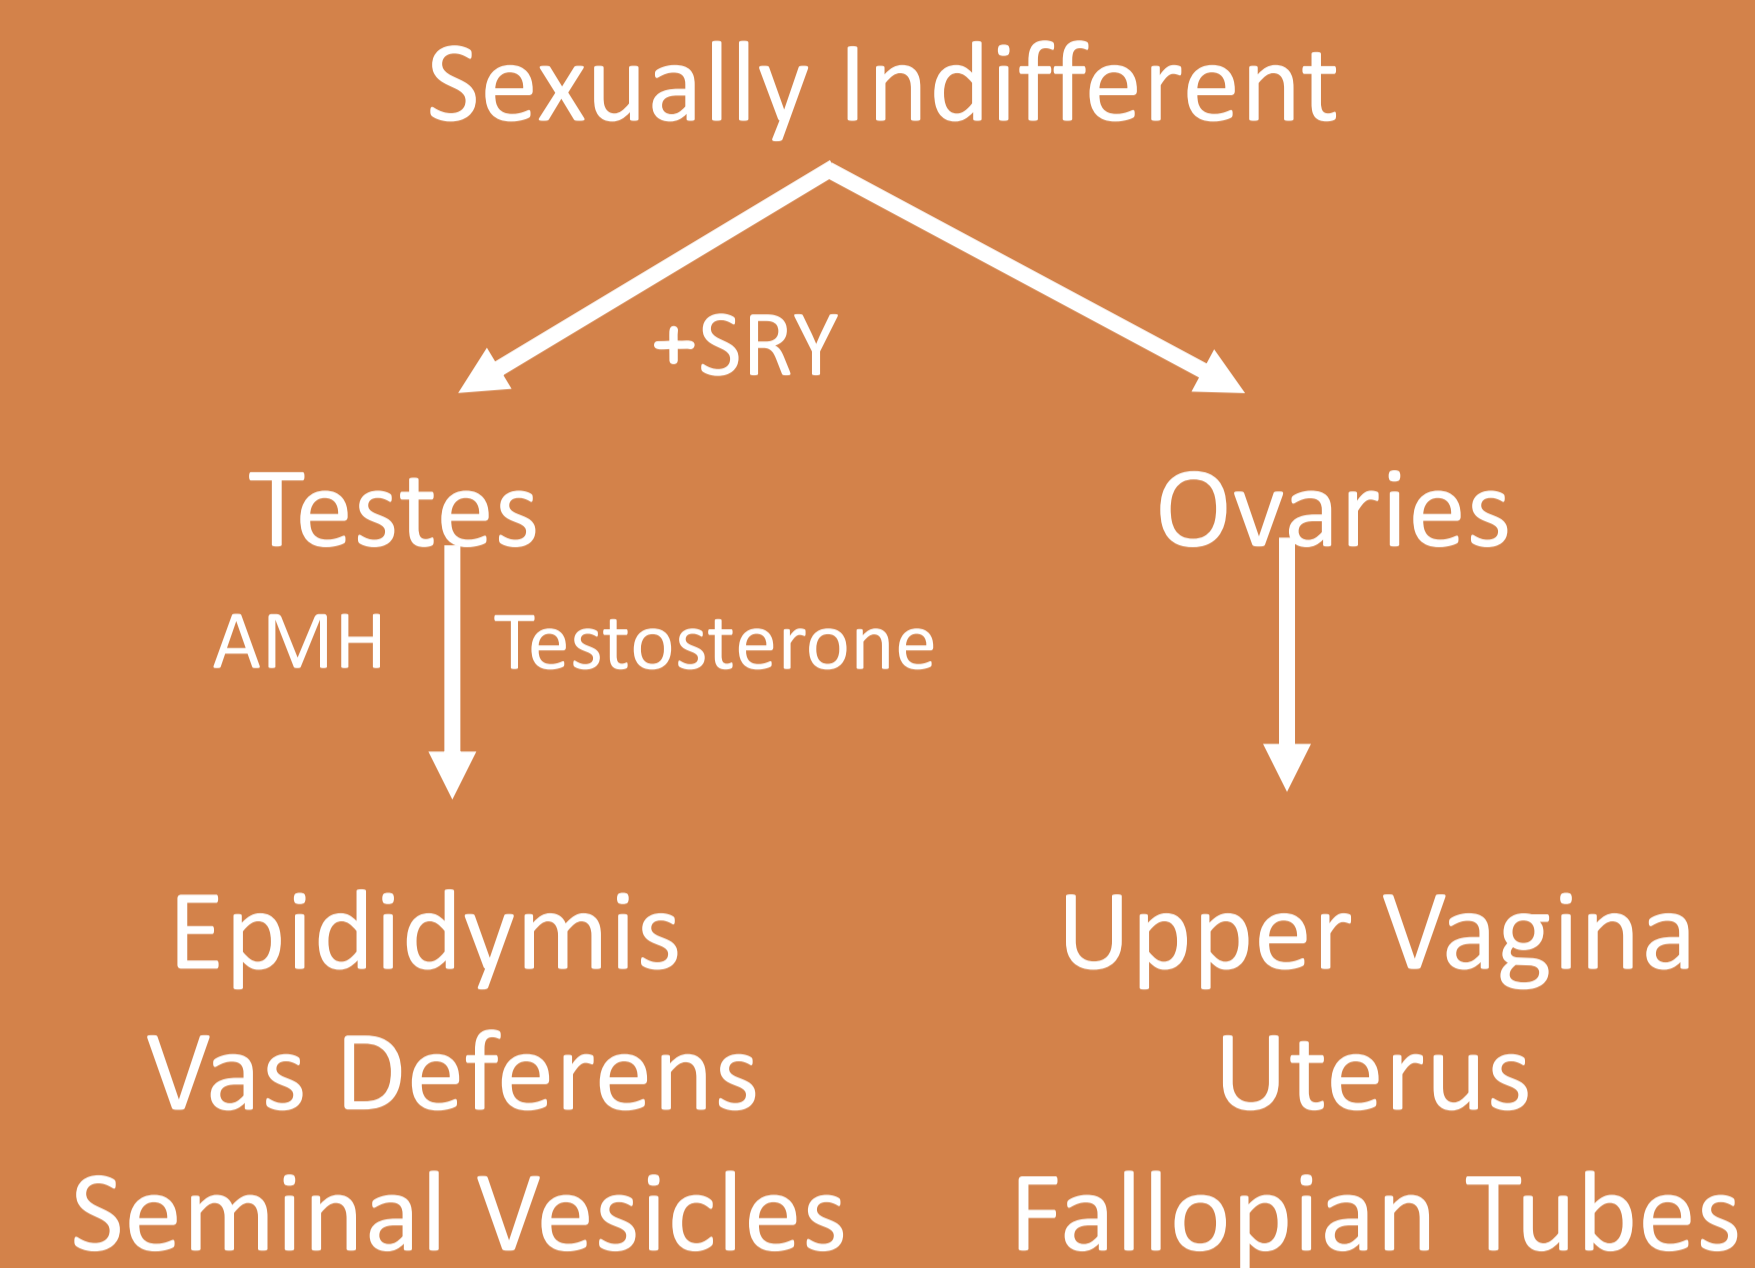 Sexually Indifferent
+SRY
Testes
Ovaries
AMH
Testosterone
Epididymis
Vas Deferens
Seminal Vesicles
Upper Vagina
Uterus
Fallopian Tubes